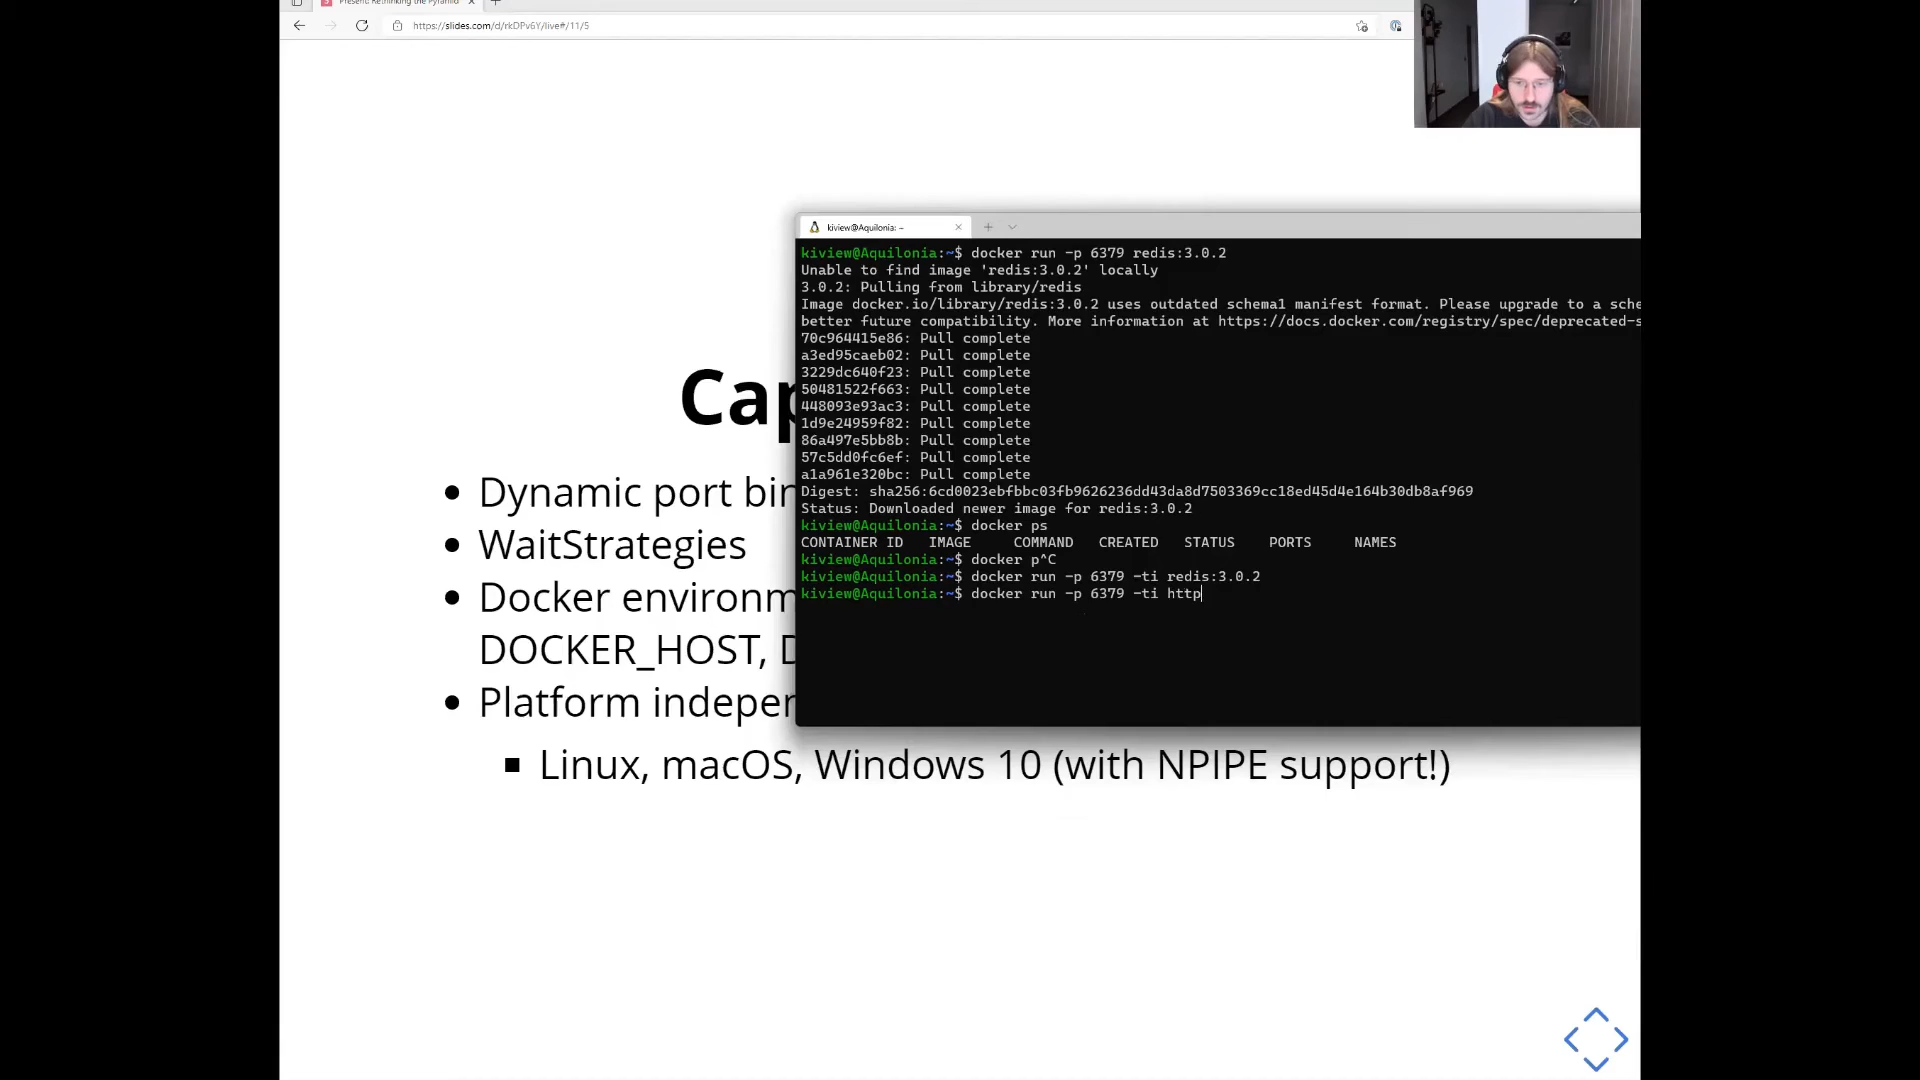 Present: Rethinking the Pyramid
https://slides.com/d/rkDPv6Y/live#/11/5
kiview@Aquilonia: ~
kiview@Aquilonia:~$ docker run -p 6379 redis:3.0.2
Unable to find image 'redis:3.0.2' locally
3.0.2: Pulling from library/redis
Image docker.io/library/redis:3.0.2 uses outdated schema1 manifest format. Please upgrade to a sche
better future compatibility. More information at https://docs.docker.com/registry/spec/deprecated-s
70c964415e86: Pull complete
a3ed95caeb02: Pull complete
3229dc640f23: Pull complete
50481522f663: Pull complete
448093e93ac3: Pull complete
1d9e24959f82: Pull complete
86a497e5bb8b: Pull complete
57c5dd0fc6ef: Pull complete
a1a961e320bc: Pull complete
Digest: sha256:6cd0023ebfbbc03fb9626236dd43da8d7503369cc18ed45d4e164b30db8af969
Status: Downloaded newer image for redis:3.0.2
kiview@Aquilonia:~$ docker ps
CONTAINER ID IMAGE COMMAND CREATED STATUS PORTS NAMES
kiview@Aquilonia:~$ docker p^C
kiview@Aquilonia:~$ docker run -p 6379 -ti redis:3.0.2
kiview@Aquilonia:~$ docker run -p 6379 -ti http
Cap
• Dynamic port bin
• WaitStrategies
• Docker environm
DOCKER_HOST, D
• Platform indeper
▪ Linux, macOS, Windows 10 (with NPIPE support!)